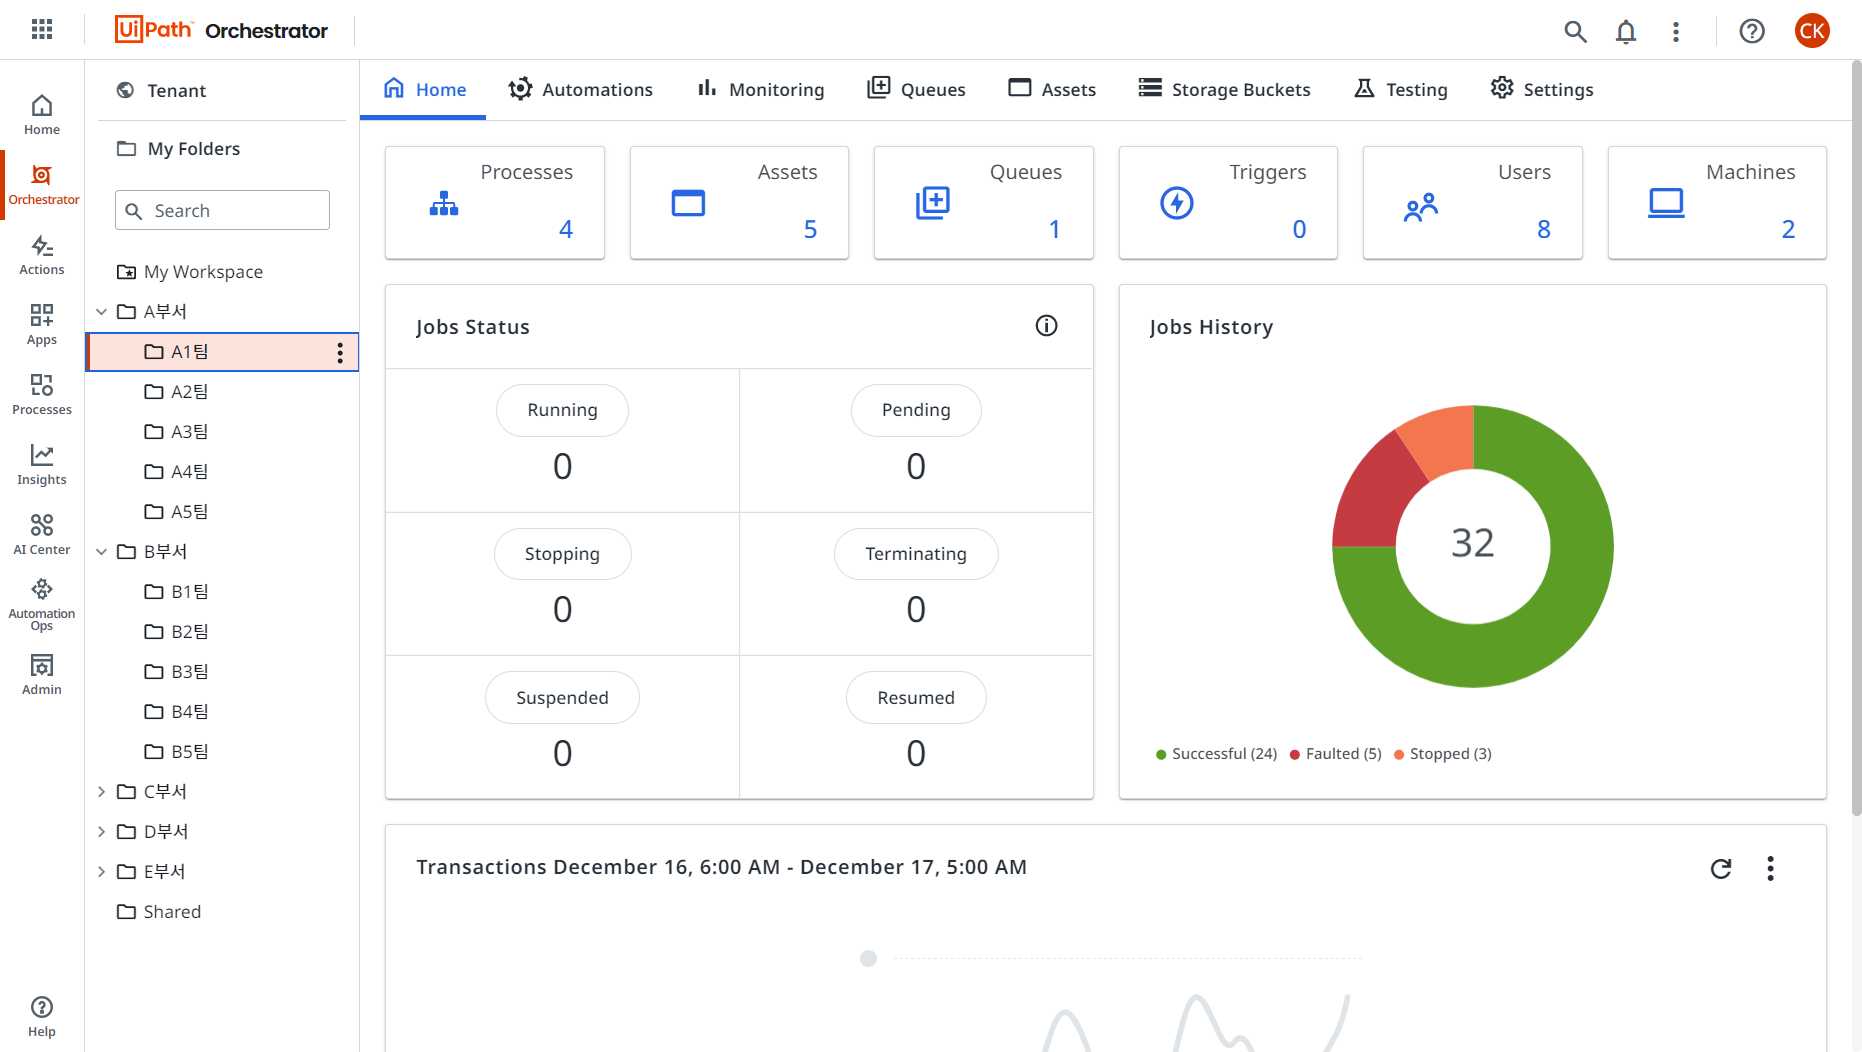 UiPath Orchestrator
CK
Home
Orchestrator
Actions
Apps
Processes
Insights
AI Center
Automation
Ops
Admin
Help
Tenant
My Folders
Search
My Workspace
A부서
A1팀
A2팀
A3팀
A4팀
A5팀
B부서
B1팀
B2팀
B3팀
B4팀
B5팀
C부서
D부서
E부서
Shared
Home Automations Monitoring Queues Assets Storage Buckets Testing Settings
Processes
4
Assets
5
Queues
1
Triggers
0
Users
8
Machines
2
Jobs Status
Running
0
Pending
0
Stopping
0
Terminating
0
Suspended
0
Resumed
0
Jobs History
32
Successful (24) Faulted (5) Stopped (3)
Transactions December 16, 6:00 AM - December 17, 5:00 AM